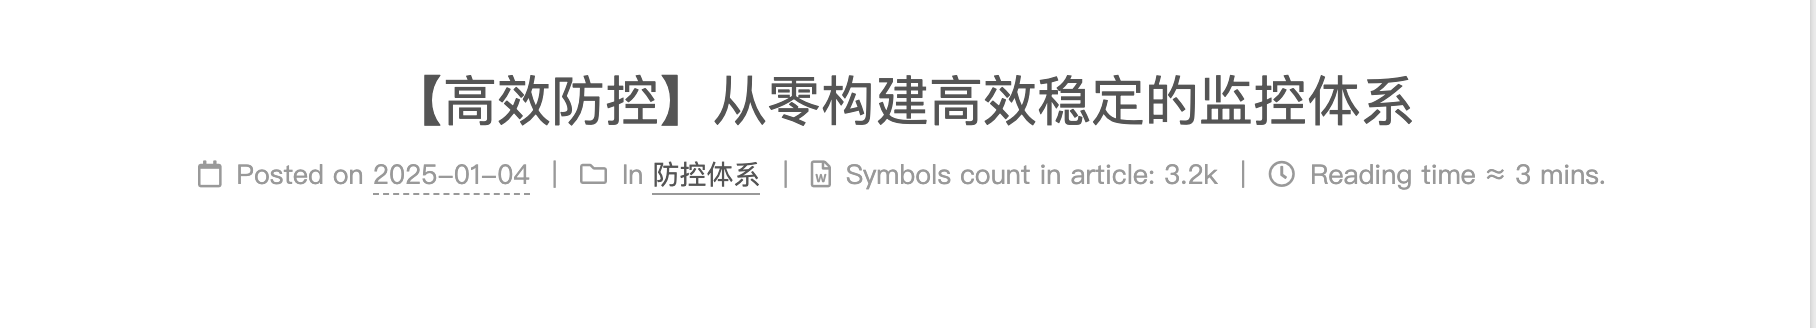 【高效防控】从零构建高效稳定的监控体系
Posted on 2025-01-04 | In 防控体系 | Symbols count in article: 3.2k | Reading time ≈ 3 mins.